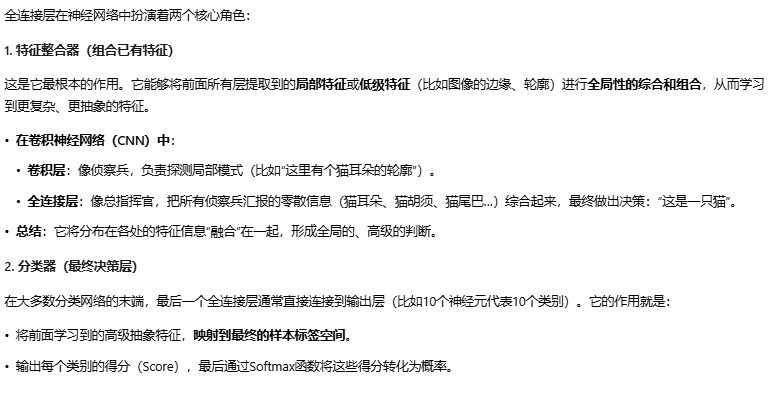 全连接层在神经网络中扮演着两个核心角色：
1. 特征整合器（组合已有特征）
这是它最根本的作用。它能够将前面所有层提取到的局部特征或低级特征（比如图像的边缘、轮廓）进行全局性的综合和组合，从而学习
到更复杂、更抽象的特征。
• 在卷积神经网络（CNN）中：
• 卷积层：像侦察兵，负责探测局部模式（比如“这里有个猫耳朵的轮廓”）。
• 全连接层：像总指挥官，把所有侦察兵汇报的零散信息（猫耳朵、猫胡须、猫尾巴...）综合起来，最终做出决策：“这是一只猫”。
• 总结：它将分布在各处的特征信息“融合”在一起，形成全局的、高级的判断。
2. 分类器（最终决策层）
在大多数分类网络的末端，最后一个全连接层通常直接连接到输出层（比如10个神经元代表10个类别）。它的作用就是：
• 将前面学习到的高级抽象特征，映射到最终的样本标签空间。
• 输出每个类别的得分（Score），最后通过Softmax函数将这些得分转化为概率。